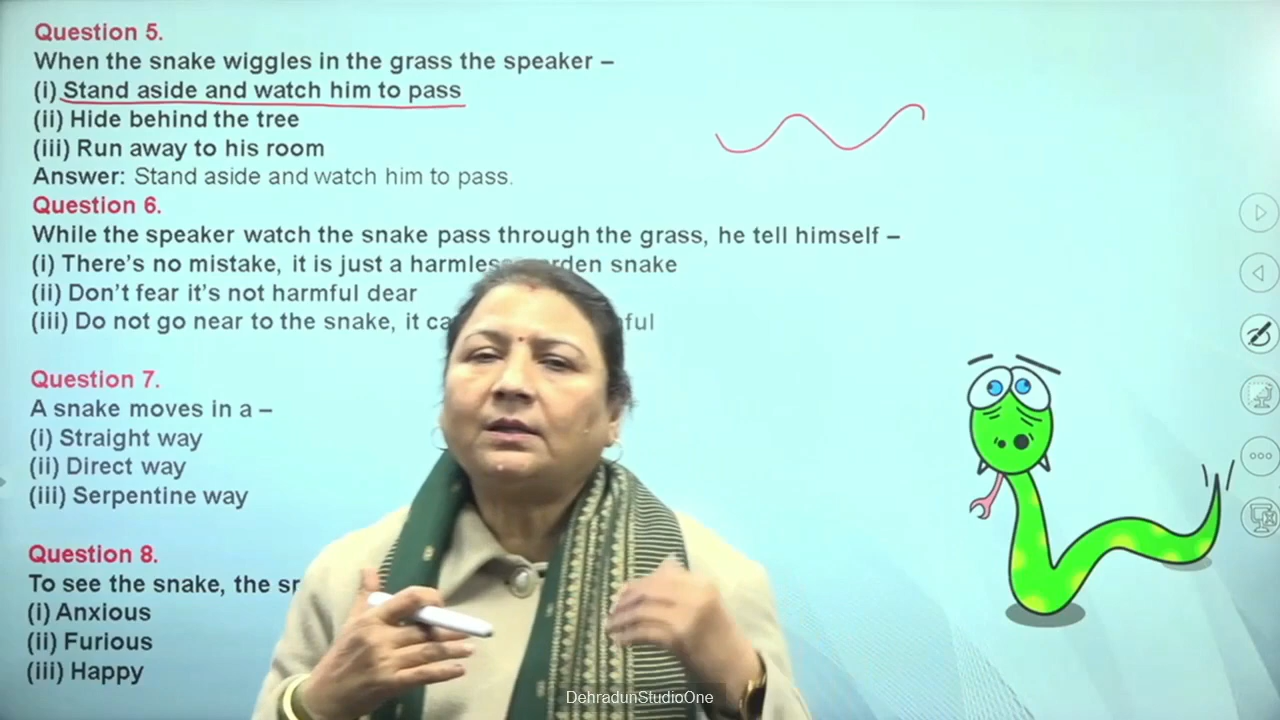 Question 5.
When the snake wiggles in the grass the speaker –
(i) Stand aside and watch him to pass
(ii) Hide behind the tree
(iii) Run away to his room
Answer: Stand aside and watch him to pass.
Question 6.
While the speaker watch the snake pass through the grass, he tell himself –
(i) There's no mistake, it is just a harmless garden snake
(ii) Don't fear it's not harmful dear
(iii) Do not go near to the snake, it
Question 7.
A snake moves in a –
(i) Straight way
(ii) Direct way
(iii) Serpentine way
Question 8.
To see the snake, the
(i) Anxious
(ii) Furious
(iii) Happy
DehradunStudioOne